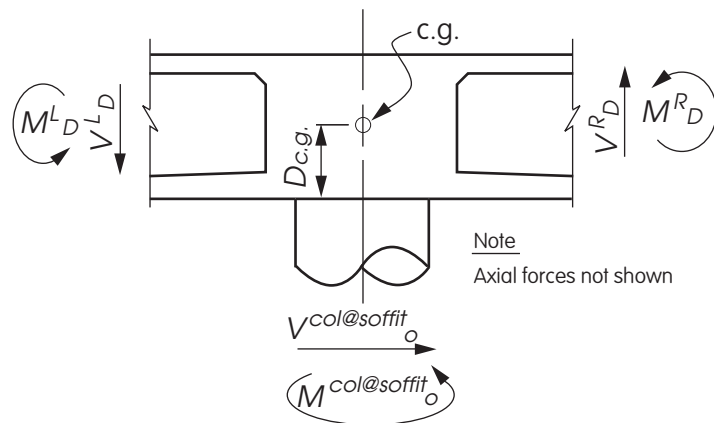 c.g.
M^L_D
V^L_D
D_c.g.
V^R_D
M^R_D
Note
Axial forces not shown
V^col@soffit_o
M^col@soffit_o